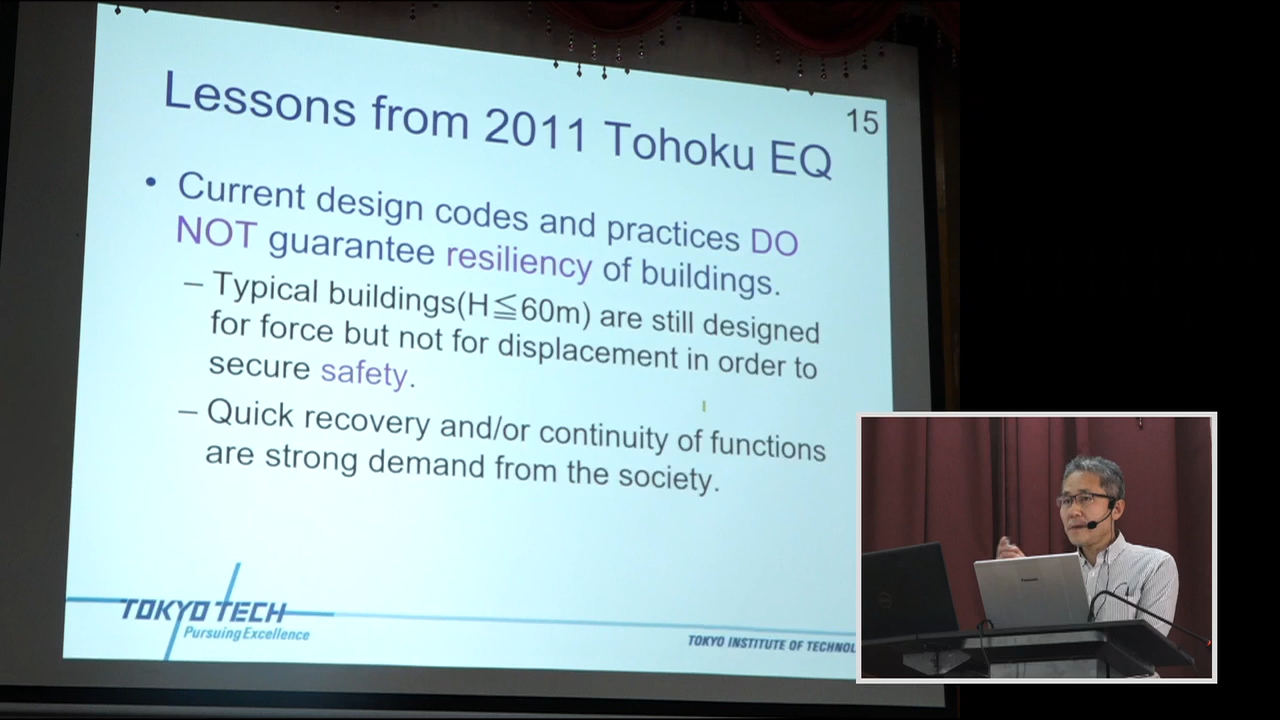 Lessons from 2011 Tohoku EQ
15
• Current design codes and practices DO
NOT guarantee resiliency of buildings.
– Typical buildings(H≦60m) are still designed
for force but not for displacement in order to
secure safety.
– Quick recovery and/or continuity of functions
are strong demand from the society.
TOKYO TECH
Pursuing Excellence
TOKYO INSTITUTE OF TECHNOL
Panasonic